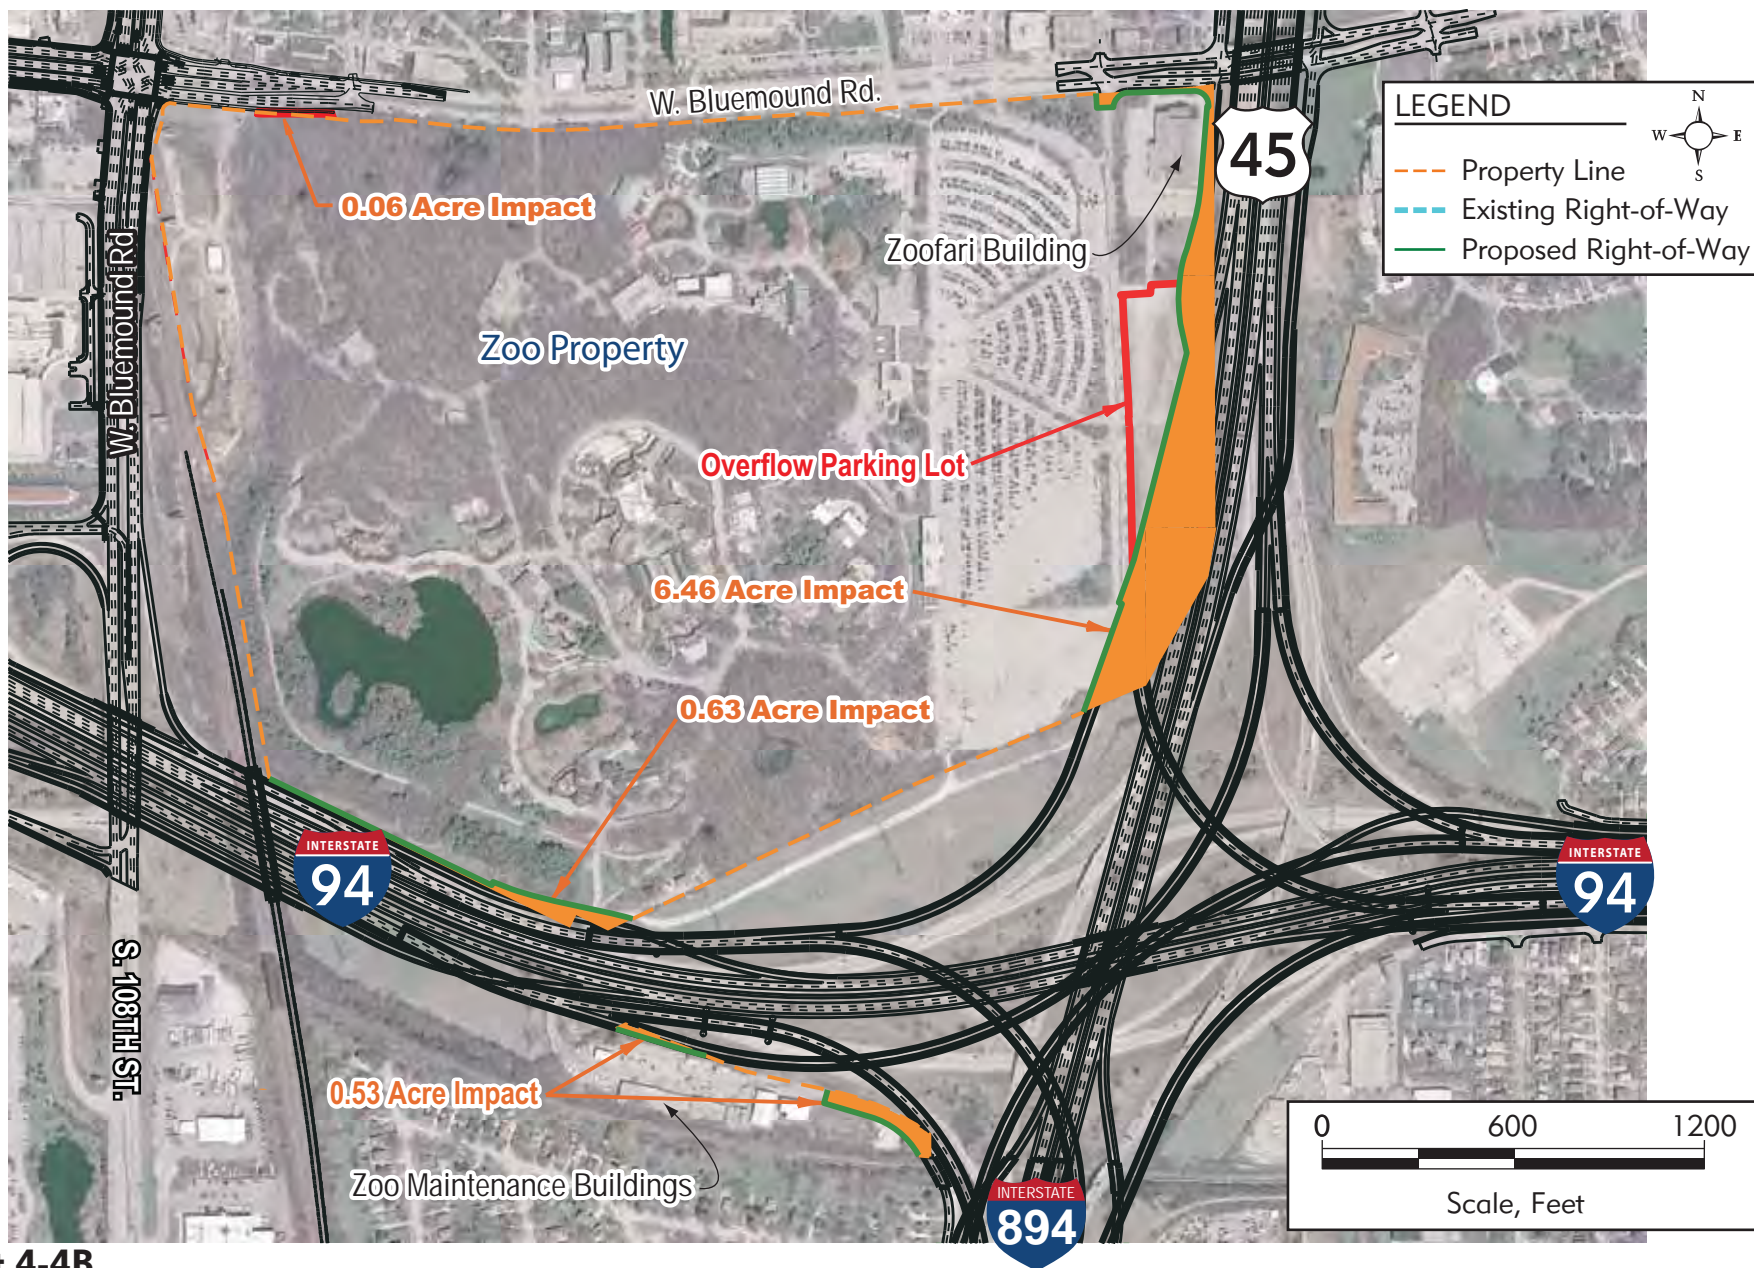 W. Bluemound Rd.
45
LEGEND
N
W
E
S
Property Line
Existing Right-of-Way
Proposed Right-of-Way
0.06 Acre Impact
Zoofari Building
W. Bluemound Rd
Zoo Property
Overflow Parking Lot
6.46 Acre Impact
0.63 Acre Impact
INTERSTATE
94
INTERSTATE
94
S. 108TH ST.
0.53 Acre Impact
Zoo Maintenance Buildings
INTERSTATE
894
0 600 1200
Scale, Feet
4-4B